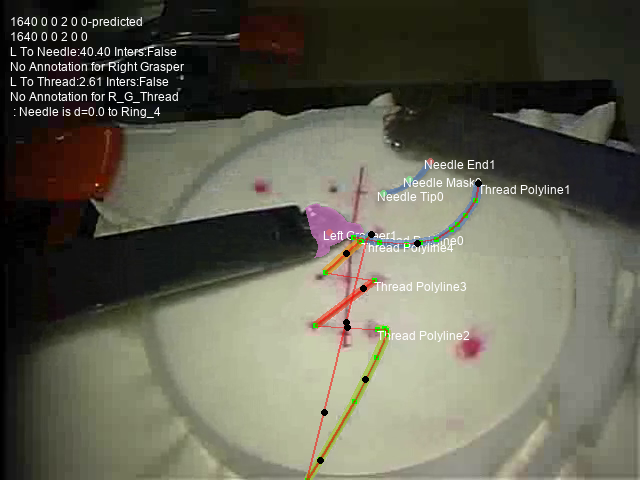 1640 0 0 2 0 0-predicted
1640 0 0 2 0 0
L To Needle:40.40 Inters:False
No Annotation for Right Grasper
L To Thread:2.61 Inters:False
No Annotation for R_G_Thread
: Needle is d=0.0 to Ring_4
Needle End1
Needle Mask
Thread Polyline1
Needle Tip0
Left Grasper1
Thread Polyline0
Thread Polyline4
Thread Polyline3
Thread Polyline2